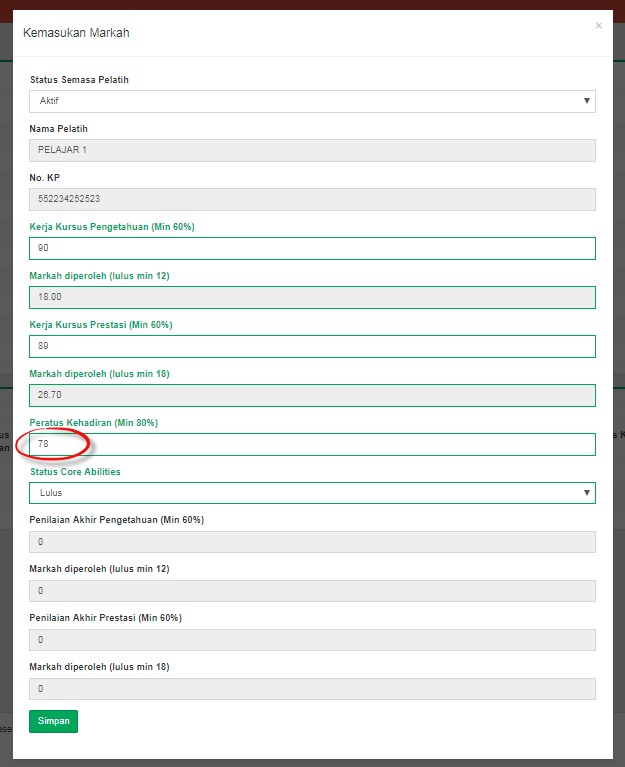 Kemasukan Markah
×
Status Semasa Pelatih
Aktif
Nama Pelatih
PELAJAR 1
No. KP
552234252523
Kerja Kursus Pengetahuan (Min 60%)
90
Markah diperoleh (lulus min 12)
18.00
Kerja Kursus Prestasi (Min 60%)
89
Markah diperoleh (lulus min 18)
26.70
Peratus Kehadiran (Min 80%)
78
Status Core Abilities
Lulus
Penilaian Akhir Pengetahuan (Min 60%)
0
Markah diperoleh (lulus min 12)
0
Penilaian Akhir Prestasi (Min 60%)
0
Markah diperoleh (lulus min 18)
0
Simpan